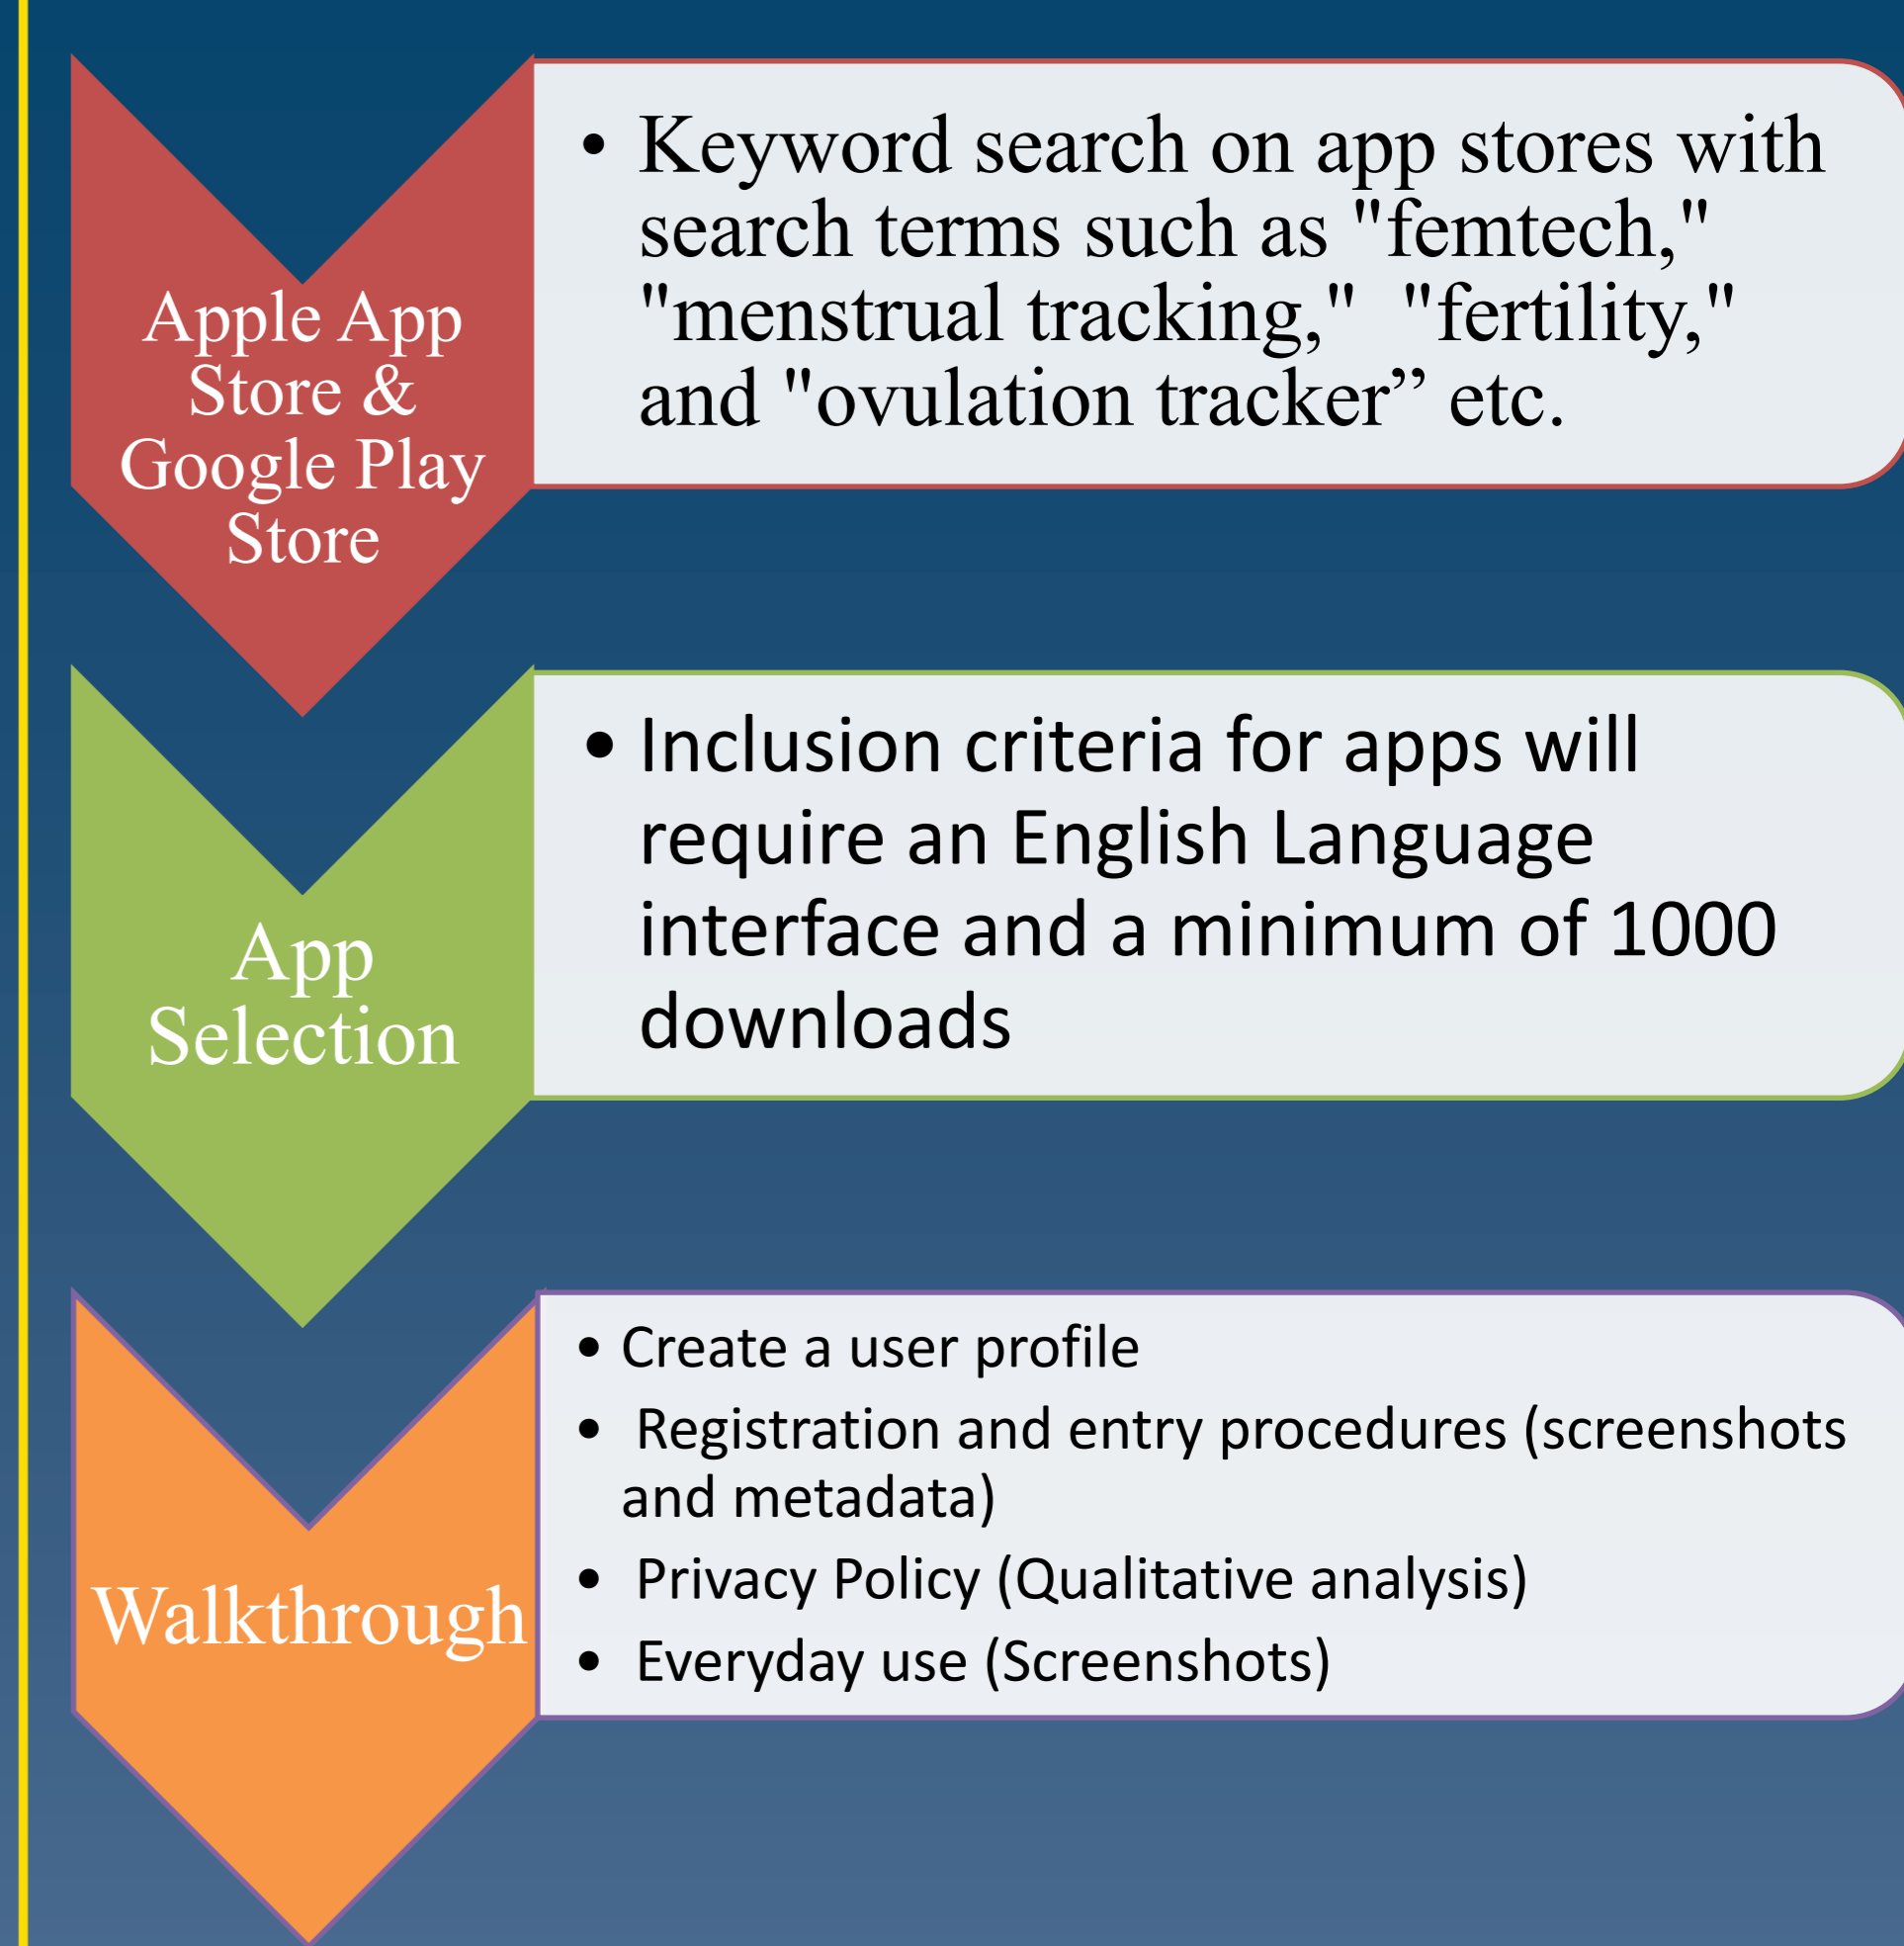 Apple App
Store &
Google Play
Store
• Keyword search on app stores with
search terms such as "femtech,"
"menstrual tracking,"  "fertility,"
and "ovulation tracker” etc.
App
Selection
• Inclusion criteria for apps will
require an English Language
interface and a minimum of 1000
downloads
Walkthrough
• Create a user profile
• Registration and entry procedures (screenshots
and metadata)
• Privacy Policy (Qualitative analysis)
• Everyday use (Screenshots)